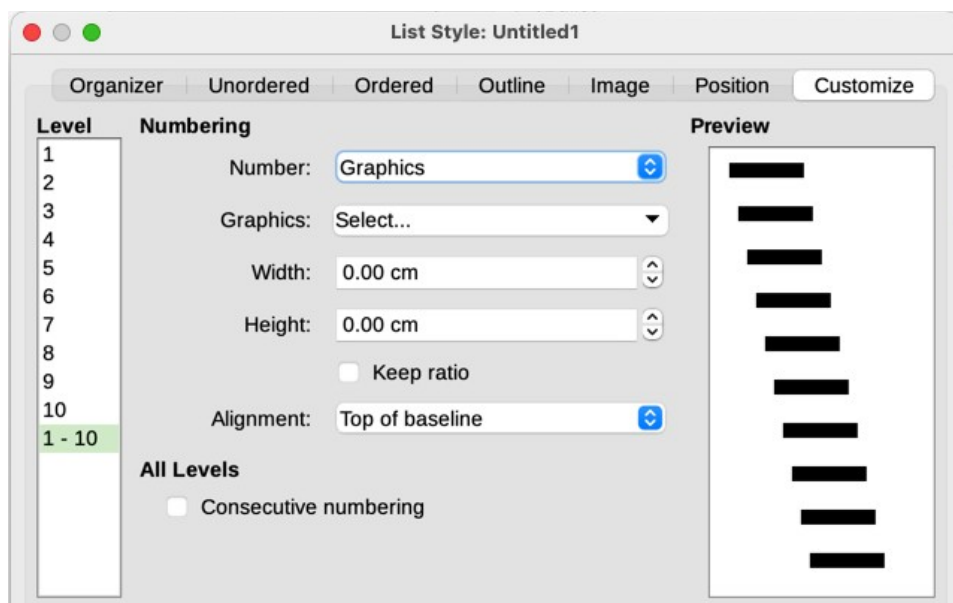 List Style: Untitled1
Organizer Unordered Ordered Outline Image Position Customize
Level Numbering Preview
1
2
3
4
5
6
7
8
9
10
1 - 10
Number: Graphics
Graphics: Select...
Width: 0.00 cm
Height: 0.00 cm
Keep ratio
Alignment: Top of baseline
All Levels
Consecutive numbering